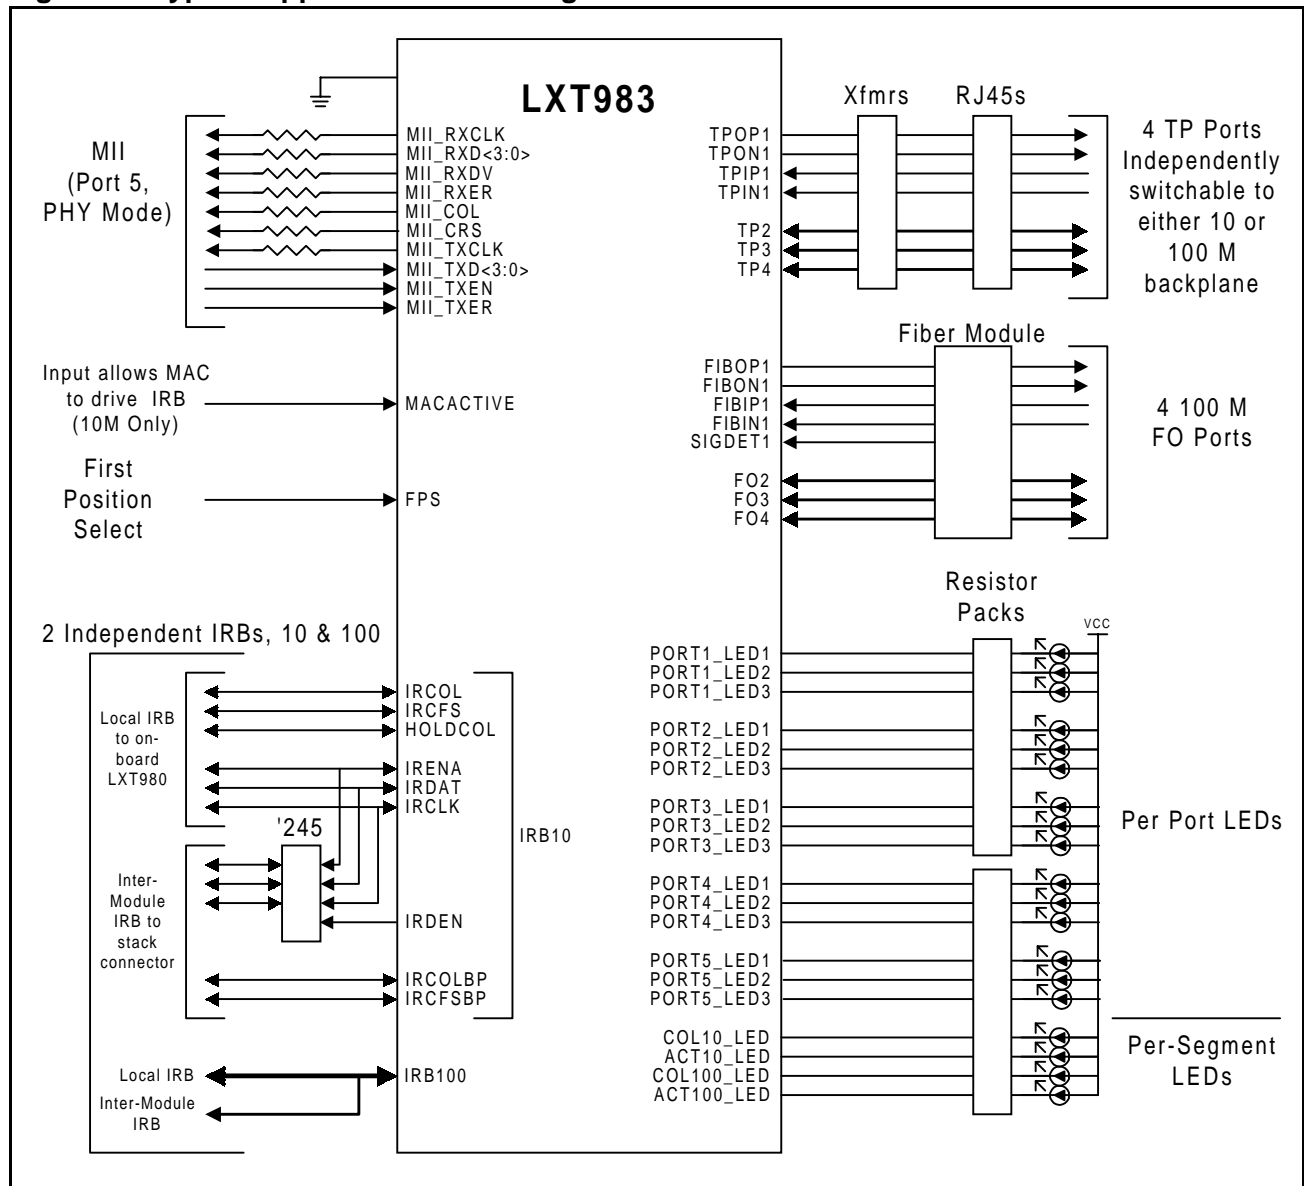 LXT983
MII
(Port 5,
PHY Mode)
MII_RXCLK
MII_RXD<3:0>
MII_RXDV
MII_RXER
MII_COL
MII_CRS
MII_TXCLK
MII_TXD<3:0>
MII_TXEN
MII_TXER
Input allows MAC
to drive IRB
(10M Only)
MACACTIVE
First
Position
Select
FPS
2 Independent IRBs, 10 & 100
Local IRB
to on-
board
LXT980
IRCOL
IRCFS
HOLDCOL
IRENA
IRDAT
IRCLK
'245
IRB10
Inter-
Module
IRB to
stack
connector
IRDEN
IRCOLBP
IRCFSBP
Local IRB
IRB100
Inter-Module
IRB
Xfmrs
RJ45s
TPOP1
TPON1
TPIP1
TPIN1
TP2
TP3
TP4
4 TP Ports
Independently
switchable to
either 10 or
100 M
backplane
Fiber Module
FIBOP1
FIBON1
FIBIP1
FIBIN1
SIGDET1
FO2
FO3
FO4
4 100 M
FO Ports
Resistor
Packs
VCC
PORT1_LED1
PORT1_LED2
PORT1_LED3
PORT2_LED1
PORT2_LED2
PORT2_LED3
PORT3_LED1
PORT3_LED2
PORT3_LED3
PORT4_LED1
PORT4_LED2
PORT4_LED3
PORT5_LED1
PORT5_LED2
PORT5_LED3
Per Port LEDs
COL10_LED
ACT10_LED
COL100_LED
ACT100_LED
Per-Segment
LEDs